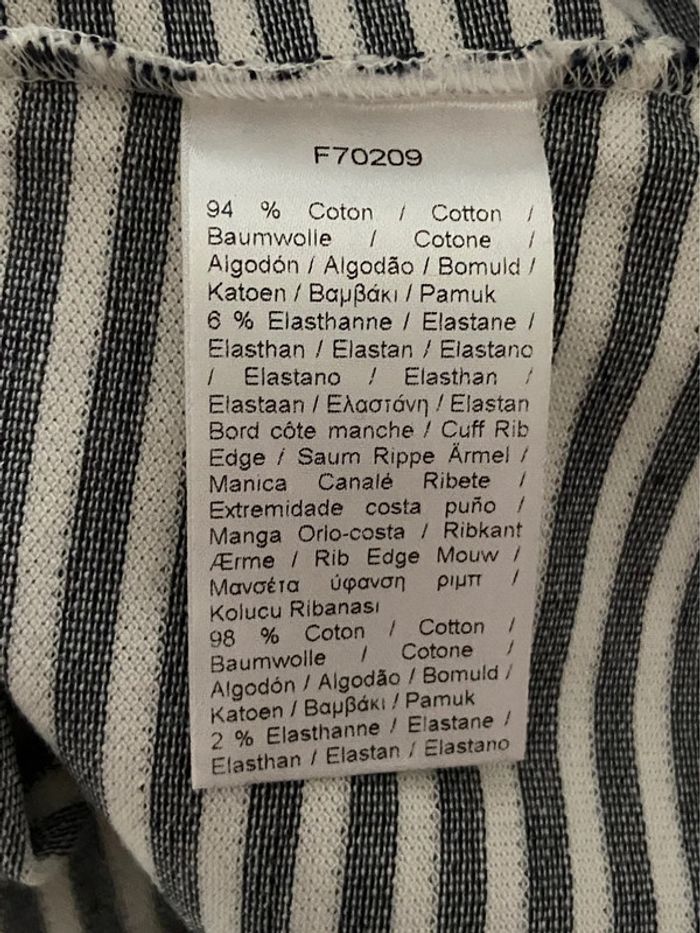 F70209
94 % Coton / Cotton /
Baumwolle / Cotone /
Algodón / Algodão / Bomuld /
Katoen / Βαμβάκι / Pamuk
6 % Elasthanne / Elastane /
Elasthan / Elastan / Elastano
/ Elastano / Elasthan /
Elastaan / Ελαστάνη / Elastan
Bord côte manche / Cuff Rib
Edge / Saum Rippe Ärmel /
Manica Canalé Ribete /
Extremidade costa puño /
Manga Orlo-costa / Ribkant
Ærme / Rib Edge Mouw /
Μανσέτα ύφανση ριμπ /
Kolucu Ribanası
98 % Coton / Cotton /
Baumwolle / Cotone /
Algodón / Algodão / Bomuld /
Katoen / Βαμβάκι / Pamuk
2 % Elasthanne / Elastane /
Elasthan / Elastan / Elastano